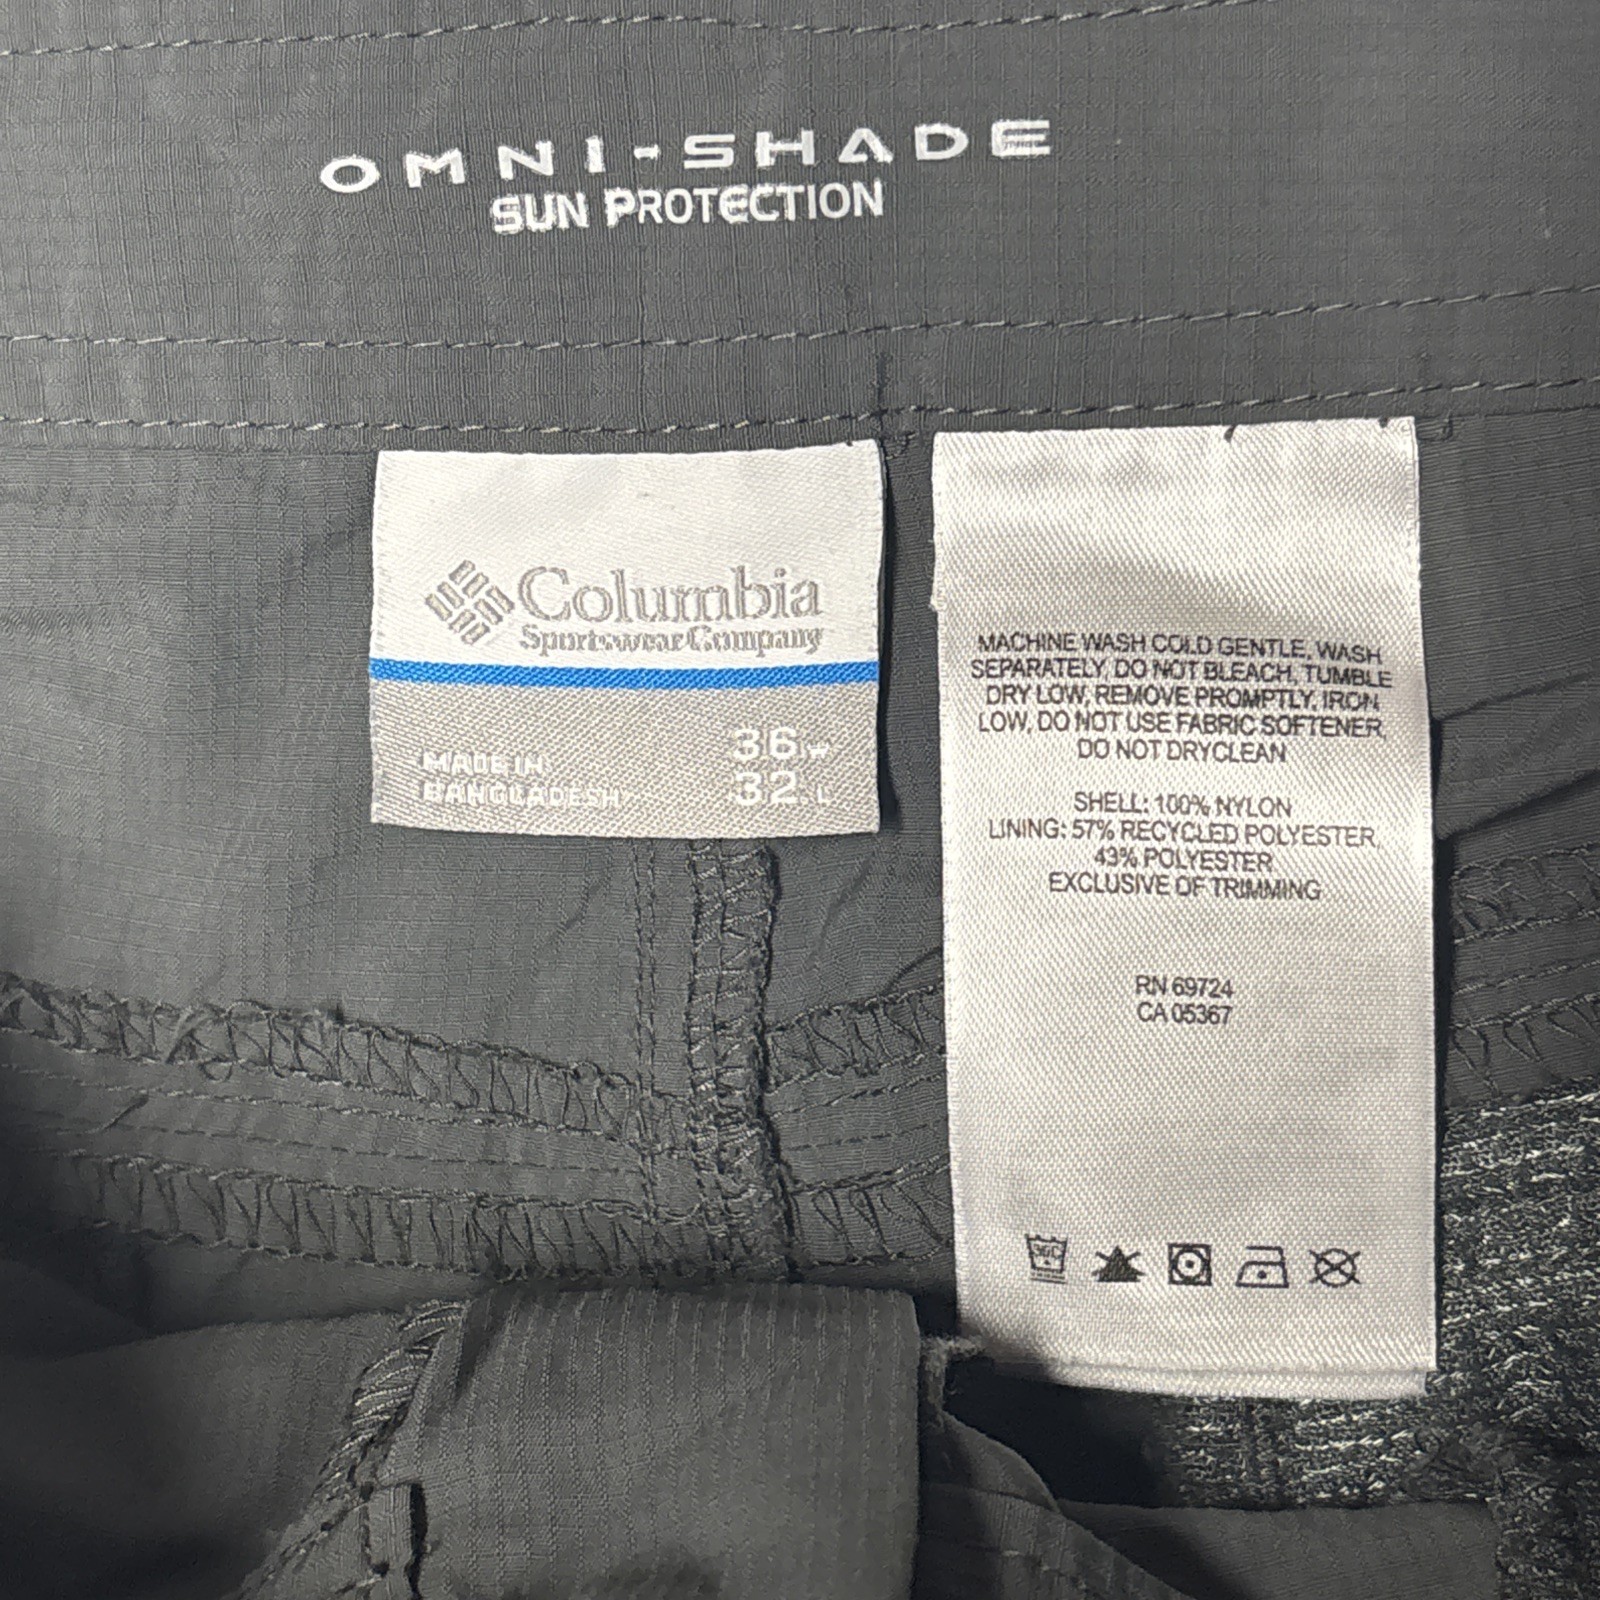 OMNI-SHADE
SUN PROTECTION
Columbia
Sportswear Company
MADE IN
BANGLADESH
36 W
32 L
MACHINE WASH COLD GENTLE, WASH
SEPARATELY, DO NOT BLEACH, TUMBLE
DRY LOW, REMOVE PROMPTLY, IRON
LOW, DO NOT USE FABRIC SOFTENER,
DO NOT DRYCLEAN
SHELL: 100% NYLON
LINING: 57% RECYCLED POLYESTER,
43% POLYESTER
EXCLUSIVE OF TRIMMING
RN 69724
CA 05367